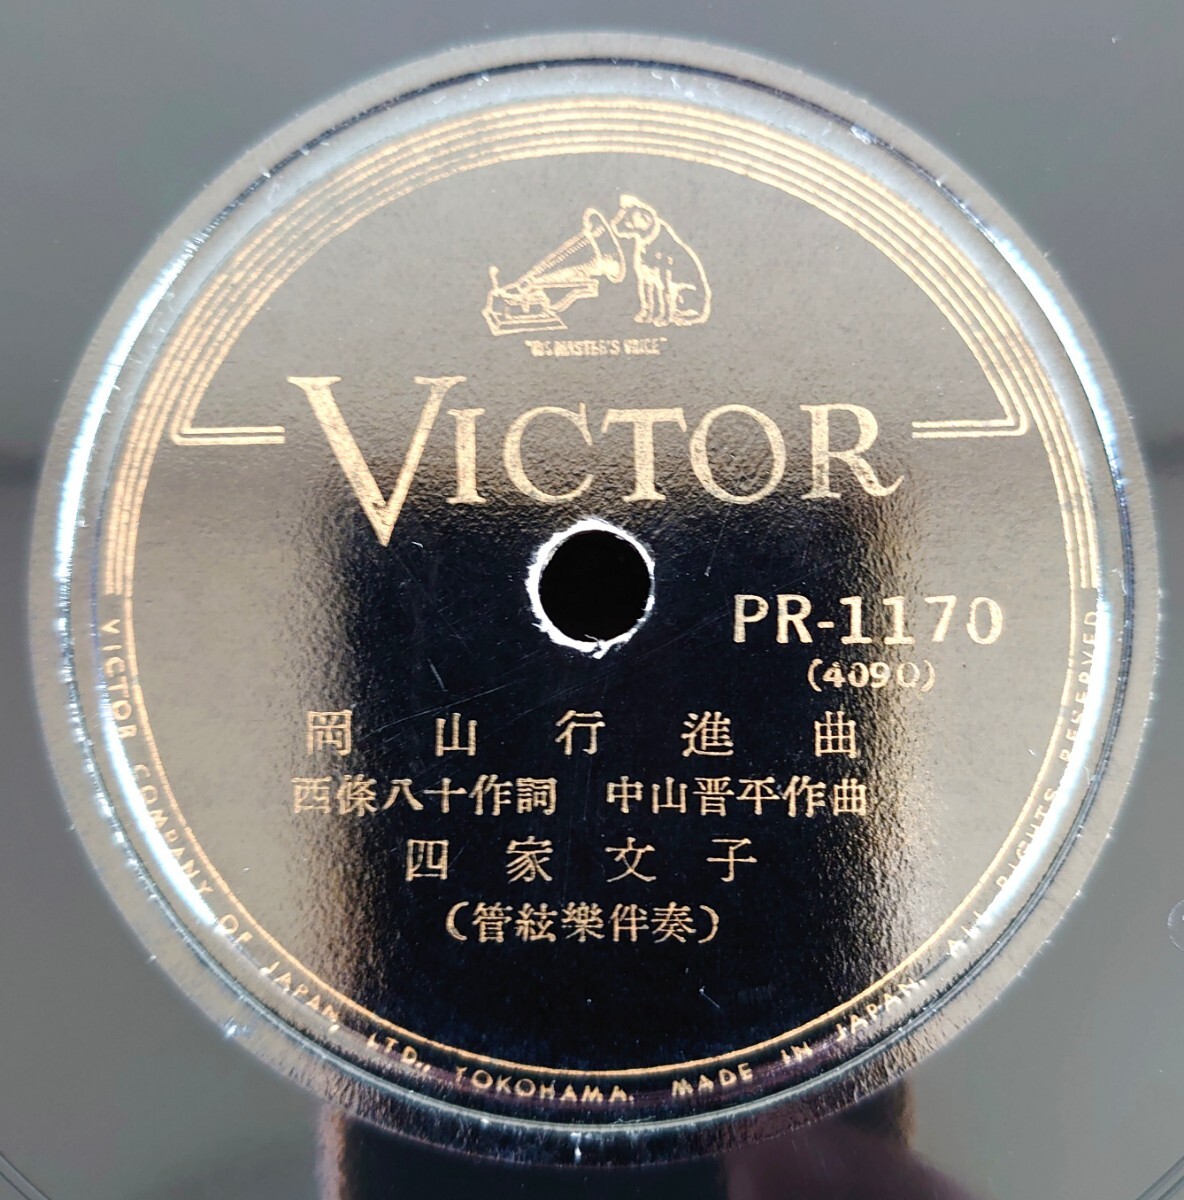 "HIS MASTER'S VOICE"
VICTOR
PR-1170
(4090)
岡山行進曲
西條八十作詞　中山晋平作曲
四家文子
(管絃樂伴奏)
VICTOR COMPANY OF JAPAN, LTD., YOKOHAMA. MADE IN JAPAN. ALL RIGHTS RESERVED